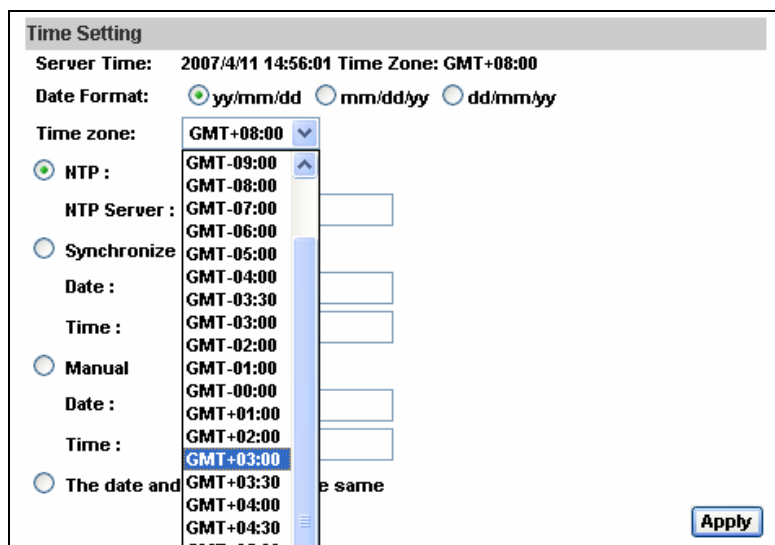 Time Setting
Server Time: 2007/4/11 14:56:01 Time Zone: GMT+08:00
Date Format: yy/mm/dd mm/dd/yy dd/mm/yy
Time zone: GMT+08:00
GMT-09:00
NTP :
GMT-08:00
NTP Server : GMT-07:00
GMT-06:00
Synchronize GMT-05:00
GMT-04:00
Date :
GMT-03:30
Time : GMT-03:00
GMT-02:00
Manual GMT-01:00
GMT-00:00
Date :
GMT+01:00
GMT+02:00
Time :
GMT+03:00
The date and GMT+03:30 e same
GMT+04:00
GMT+04:30
Apply